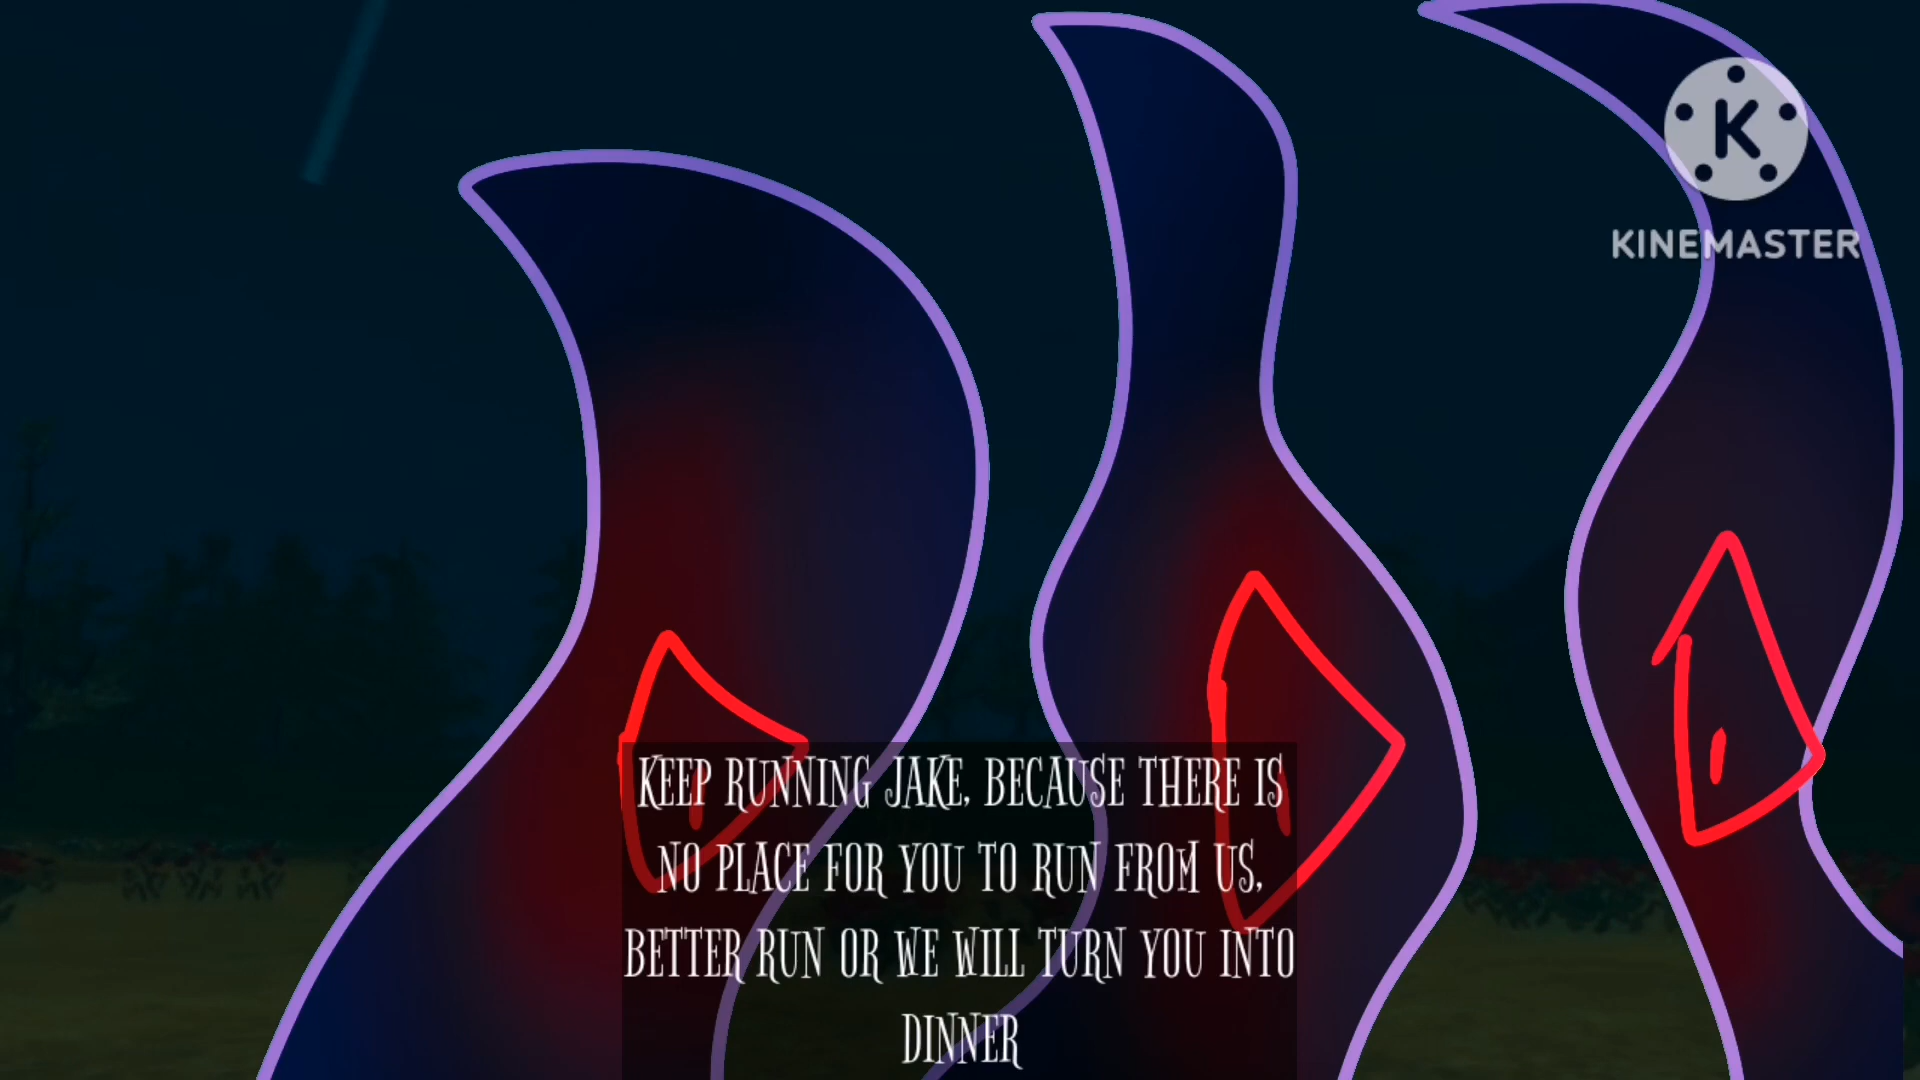 K
KINEMASTER
KEEP RUNNING JAKE, BECAUSE THERE IS
NO PLACE FOR YOU TO RUN FROM US,
BETTER RUN OR WE WILL TURN YOU INTO
DINNER